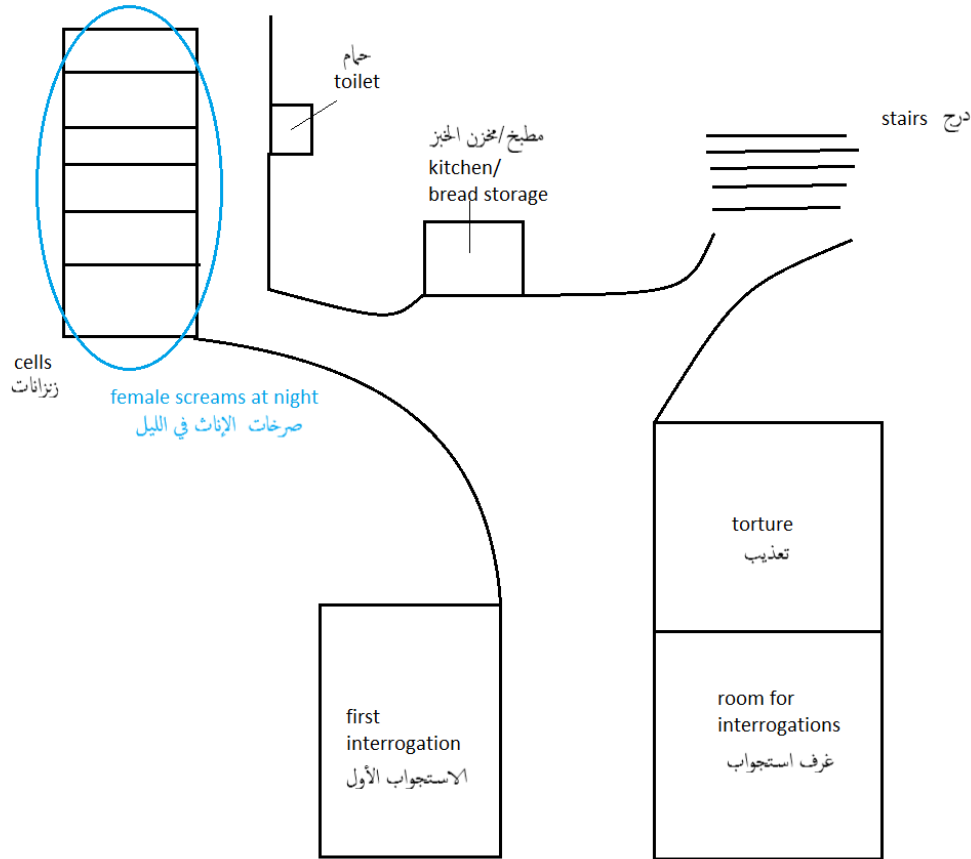 حمام
toilet
مطبخ/مخزن الخبز
kitchen/
bread storage
stairs درج
cells
زنزانات
female screams at night
صرخات الإناث في الليل
torture
تعذيب
first
interrogation
الاستجواب الأول
room for
interrogations
غرف استجواب